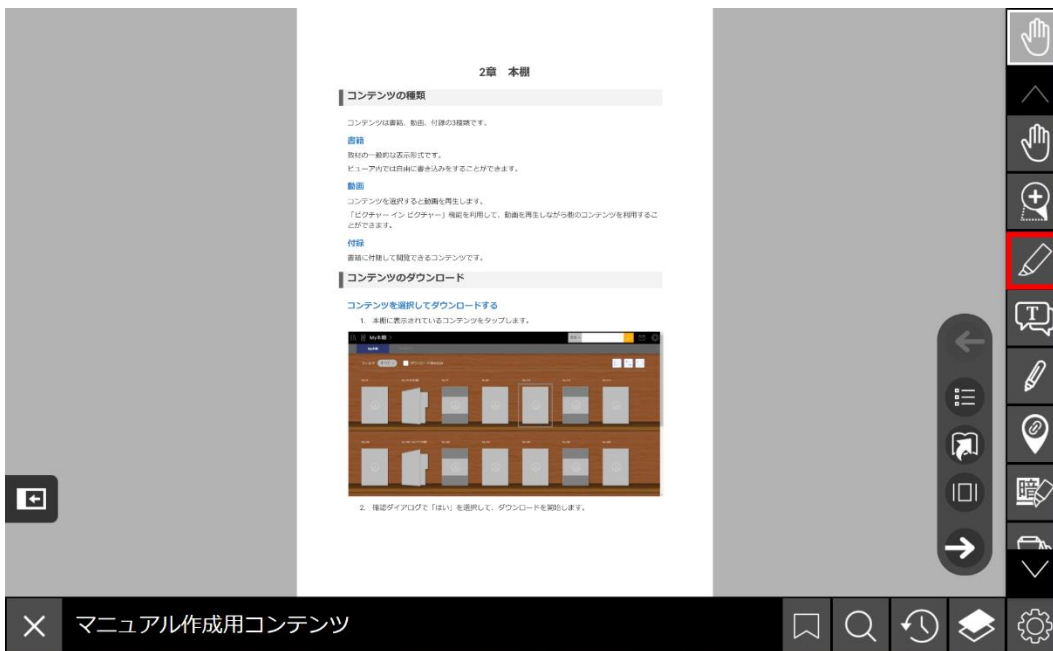 2章 本棚
コンテンツの種類
コンテンツは書籍、動画、付録の3種類です。
書籍
教材の一般的な表示形式です。
ビューア内では自由に書き込みをすることができます。
動画
コンテンツを選択すると動画を再生します。
「ピクチャー イン ピクチャー」機能を利用して、動画を再生しながら他のコンテンツを利用するこ
とができます。
付録
書籍に付随して閲覧できるコンテンツです。
コンテンツのダウンロード
コンテンツを選択してダウンロードする
1. 本棚に表示されているコンテンツをタップします。
My本棚
2. 確認ダイアログで「はい」を選択して、ダウンロードを開始します。
T
暗
マニュアル作成用コンテンツ